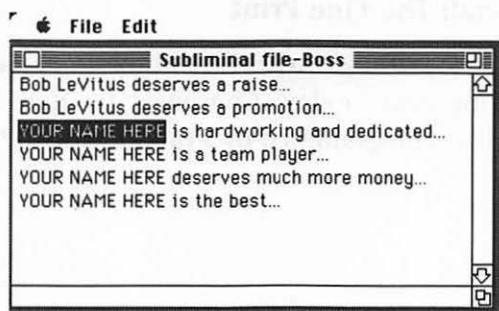 File Edit
Subliminal file-Boss
Bob LeVitus deserves a raise...
Bob LeVitus deserves a promotion...
YOUR NAME HERE is hardworking and dedicated...
YOUR NAME HERE is a team player...
YOUR NAME HERE deserves much more money...
YOUR NAME HERE is the best...